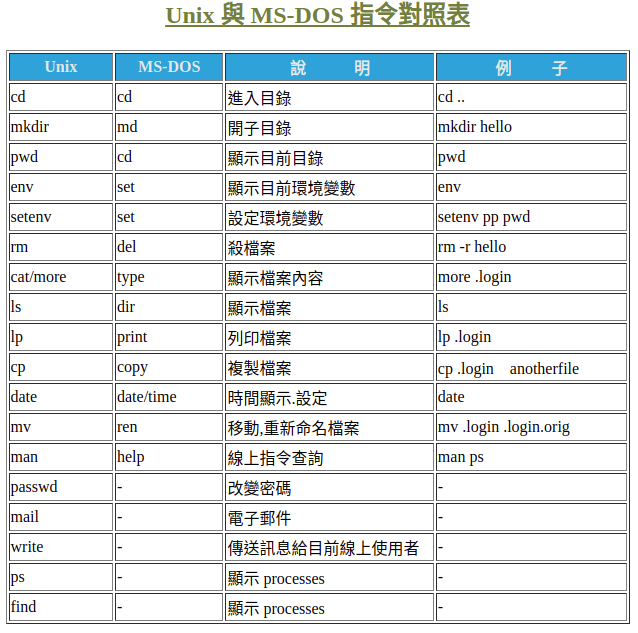 Unix 與 MS-DOS 指令對照表
Unix MS-DOS 說 明 例 子
cd cd 進入目錄 cd ..
mkdir md 開子目錄 mkdir hello
pwd cd 顯示目前目錄 pwd
env set 顯示目前環境變數 env
setenv set 設定環境變數 setenv pp pwd
rm del 殺檔案 rm -r hello
cat/more type 顯示檔案內容 more .login
ls dir 顯示檔案 ls
lp print 列印檔案 lp .login
cp copy 複製檔案 cp .login anotherfile
date date/time 時間顯示.設定 date
mv ren 移動,重新命名檔案 mv .login .login.orig
man help 線上指令查詢 man ps
passwd - 改變密碼 -
mail - 電子郵件 -
write - 傳送訊息給目前線上使用者 -
ps - 顯示 processes -
find - 顯示 processes -